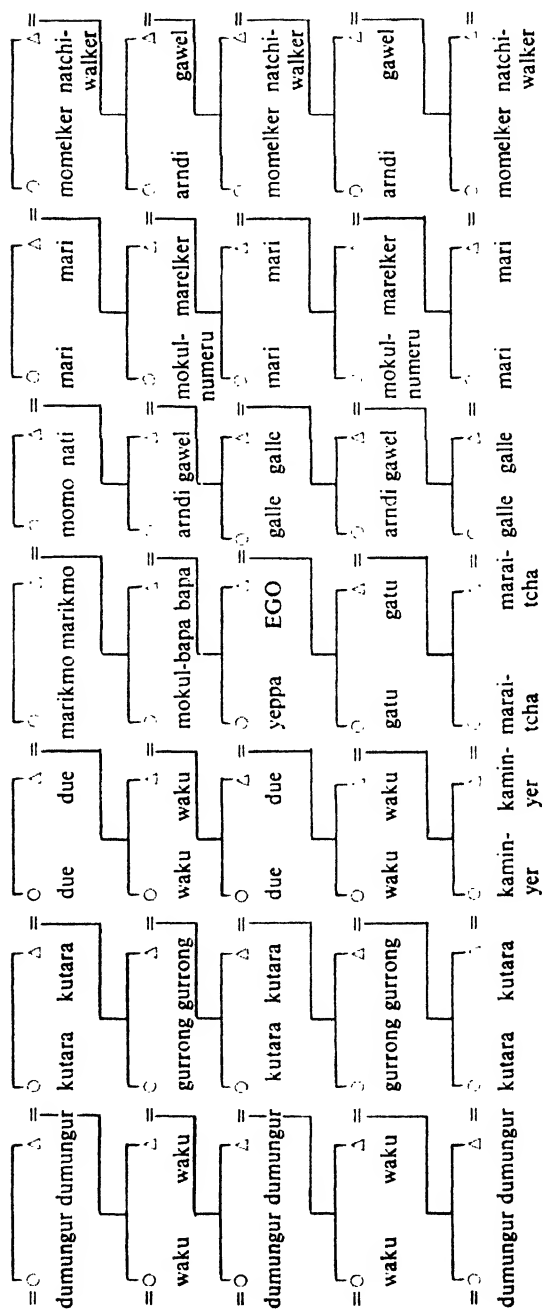 dumungur dumungur kutara kutara due due marikmo marikmo momo nati mari mari momelker natchi-
walker
waku waku gurrong gurrong waku waku mokul-bapa bapa arndi gawel mokul- marelker arndi gawel
numeru
dumungur dumungur kutara kutara due due yeppa EGO galle galle mari mari momelker natchi-
walker
waku waku gurrong gurrong waku waku gatu gatu arndi gawel mokul- marelker arndi gawel
numeru
dumungur dumungur kutara kutara kamin- kamin- marai- marai- galle galle mari mari momelker natchi-
yer yer tcha tcha walker